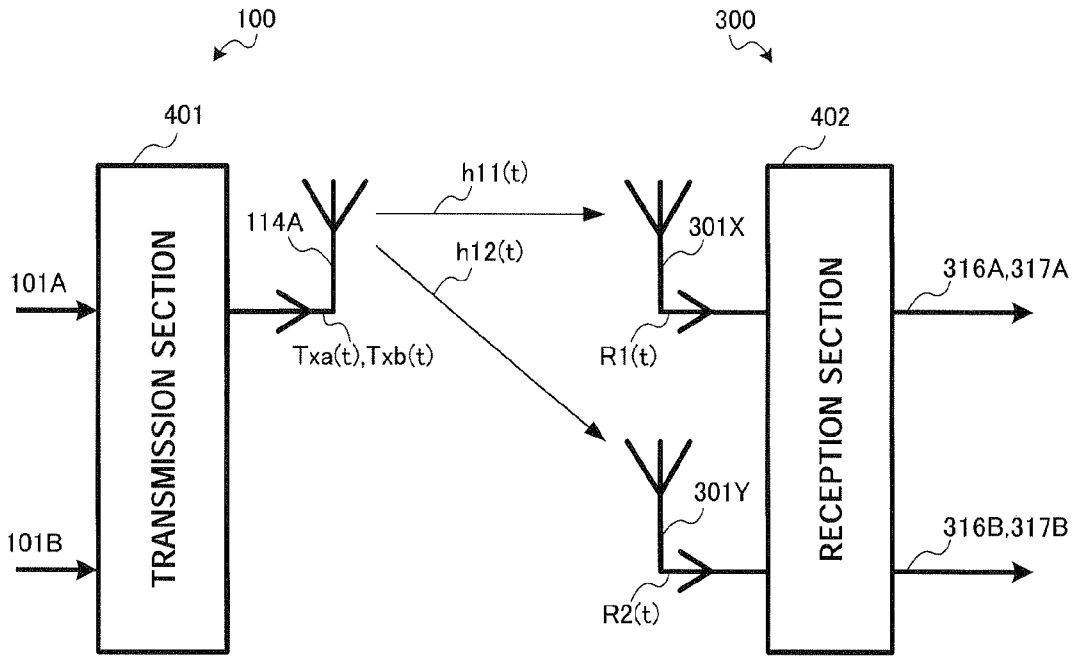 100
300
401
402
h11(t)
114A
301X
h12(t)
101A
316A,317A
TRANSMISSION SECTION
RECEPTION SECTION
Txa(t),Txb(t)
R1(t)
301Y
101B
316B,317B
R2(t)